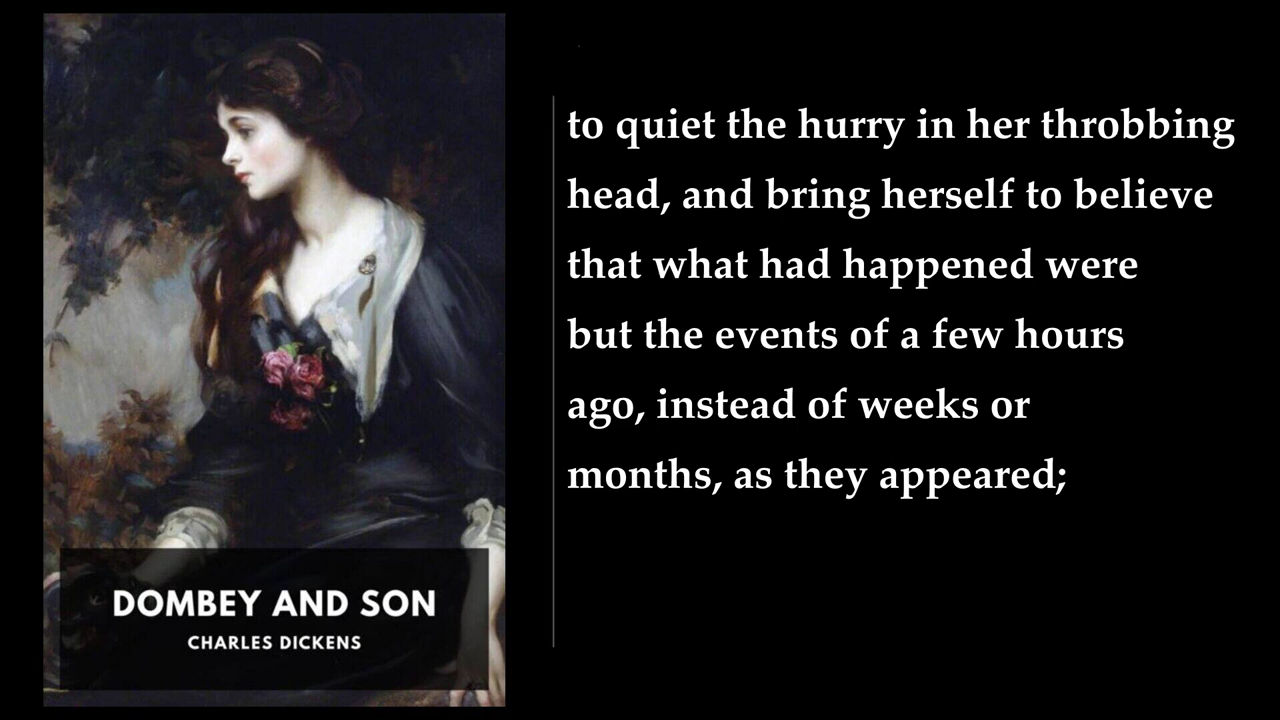 to quiet the hurry in her throbbing
head, and bring herself to believe
that what had happened were
but the events of a few hours
ago, instead of weeks or
months, as they appeared;
DOMBEY AND SON
CHARLES DICKENS